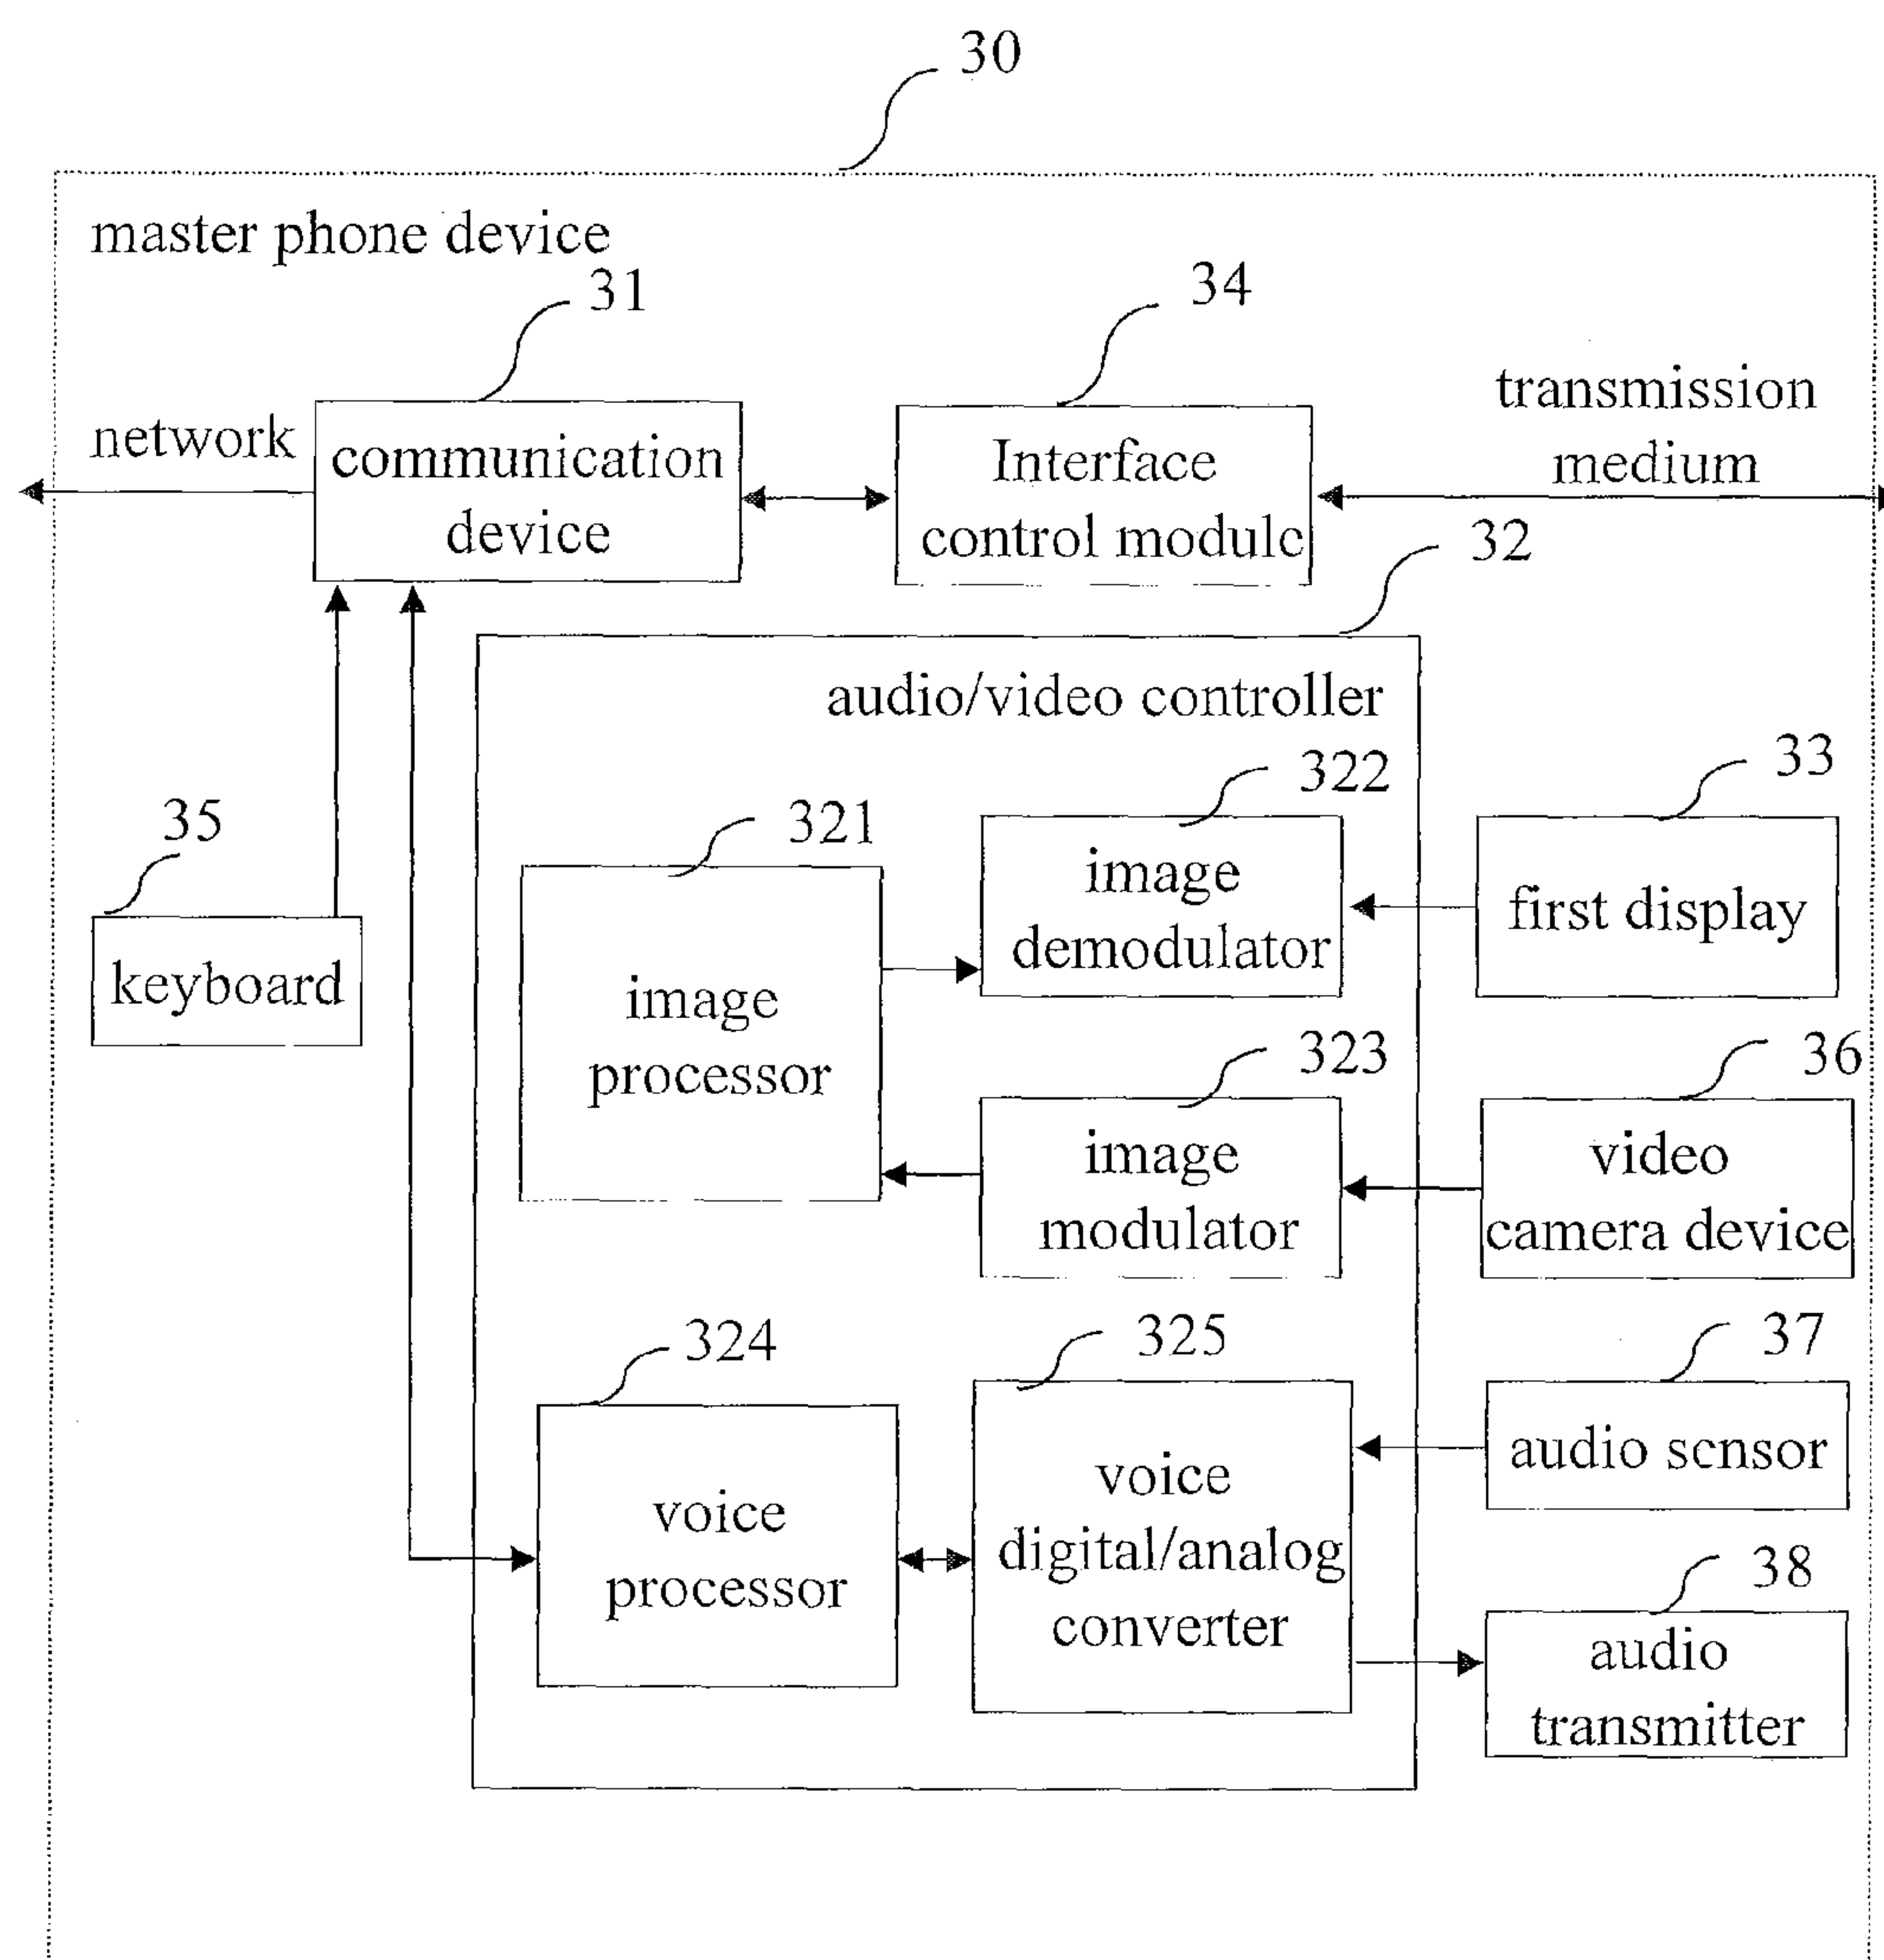 30
master phone device
31
34
network
communication
device
Interface
control module
transmission
medium
32
audio/video controller
322
33
321
35
image
demodulator
first display
keyboard
image
processor
323
36
image
modulator
video
camera device
324
325
37
audio sensor
voice
processor
voice
digital/analog
converter
38
audio
transmitter